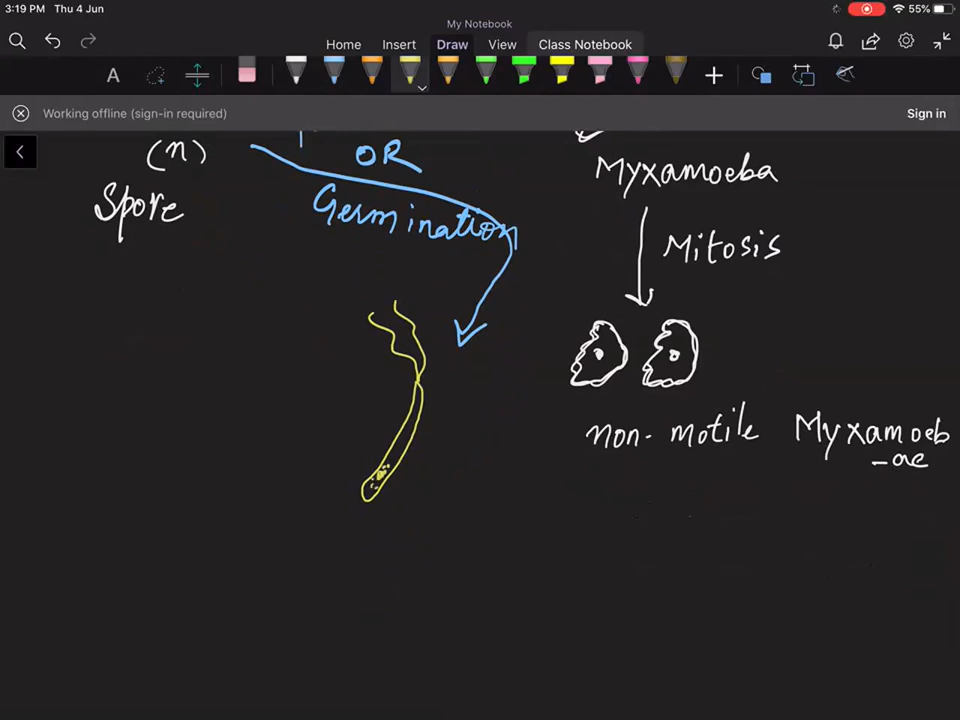 3:19 PM Thu 4 Jun
55%
My Notebook
Home Insert Draw View Class Notebook
A
Working offline (sign-in required)
Sign in
(n)
OR
Myxamoeba
Spore
Germination
Mitosis
non-motile Myxamoeb
-ae